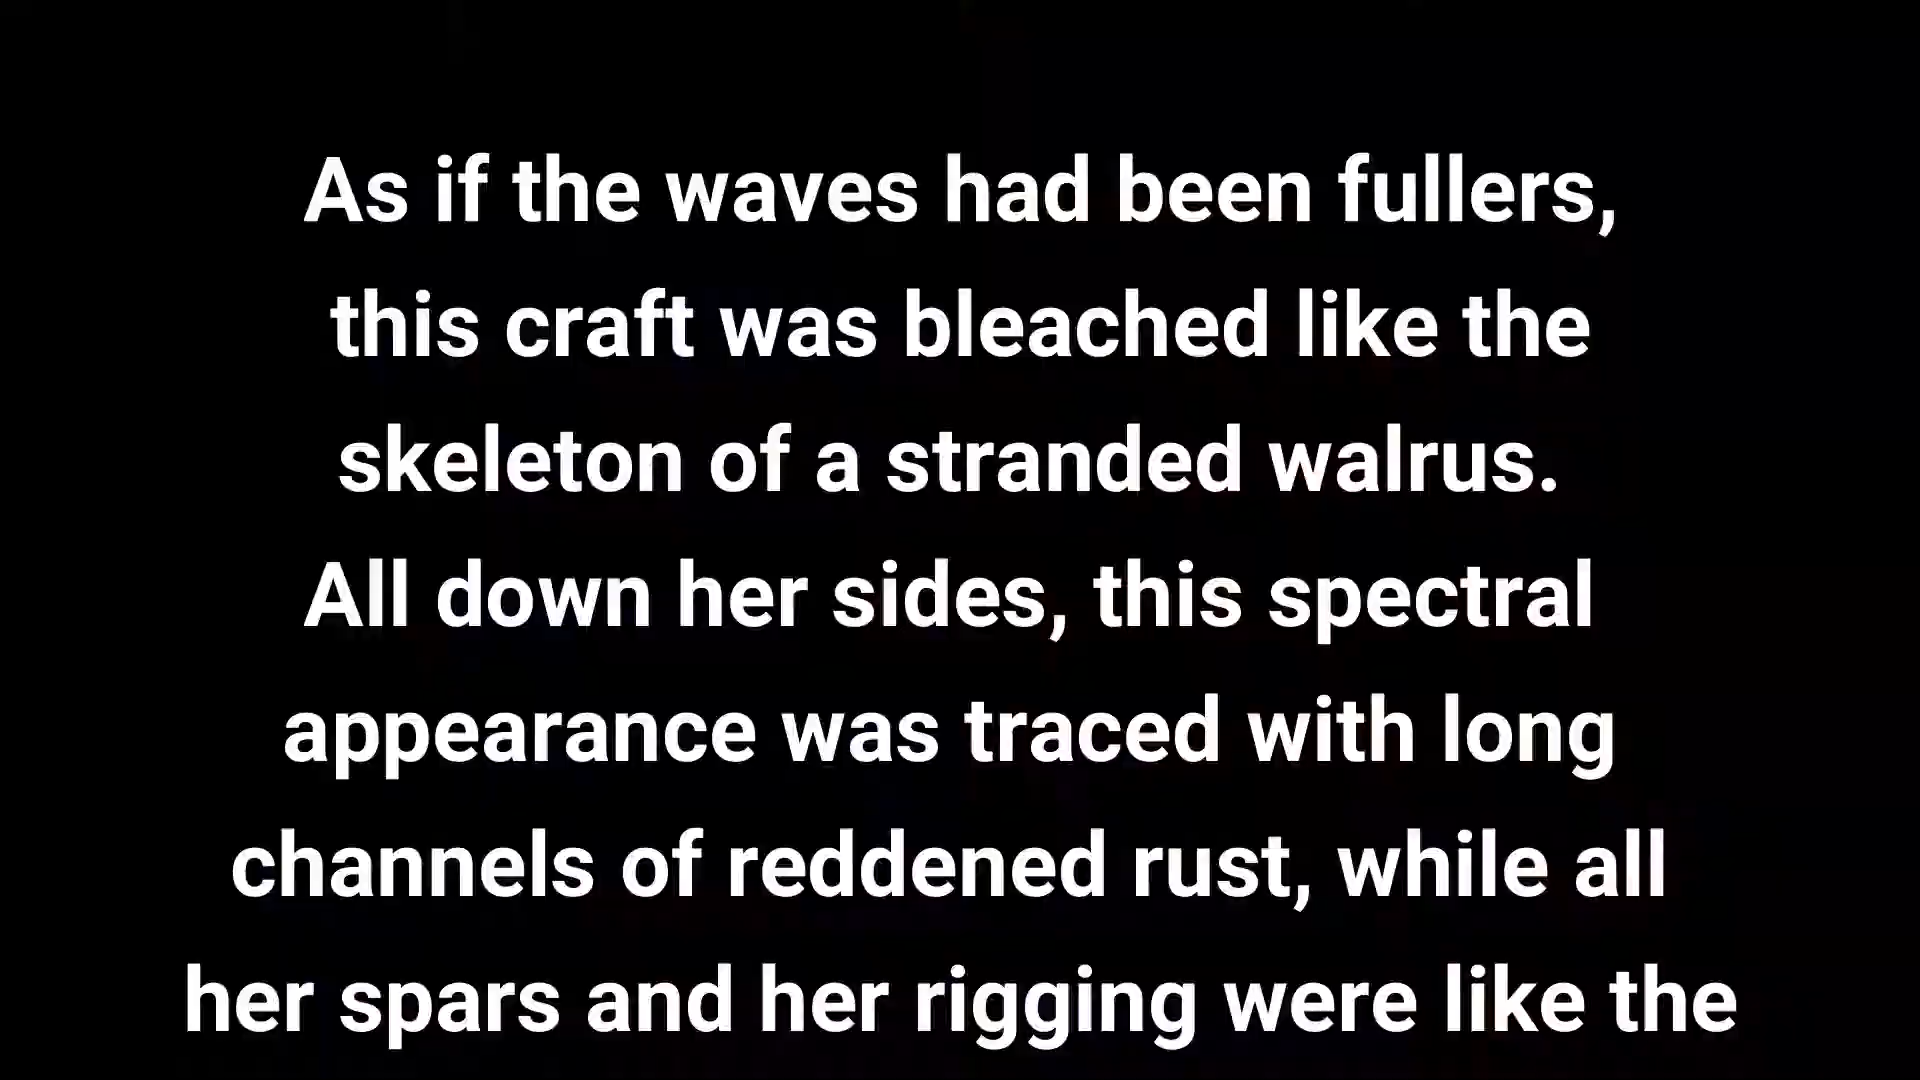 As if the waves had been fullers,
this craft was bleached like the
skeleton of a stranded walrus.
All down her sides, this spectral
appearance was traced with long
channels of reddened rust, while all
her spars and her rigging were like the